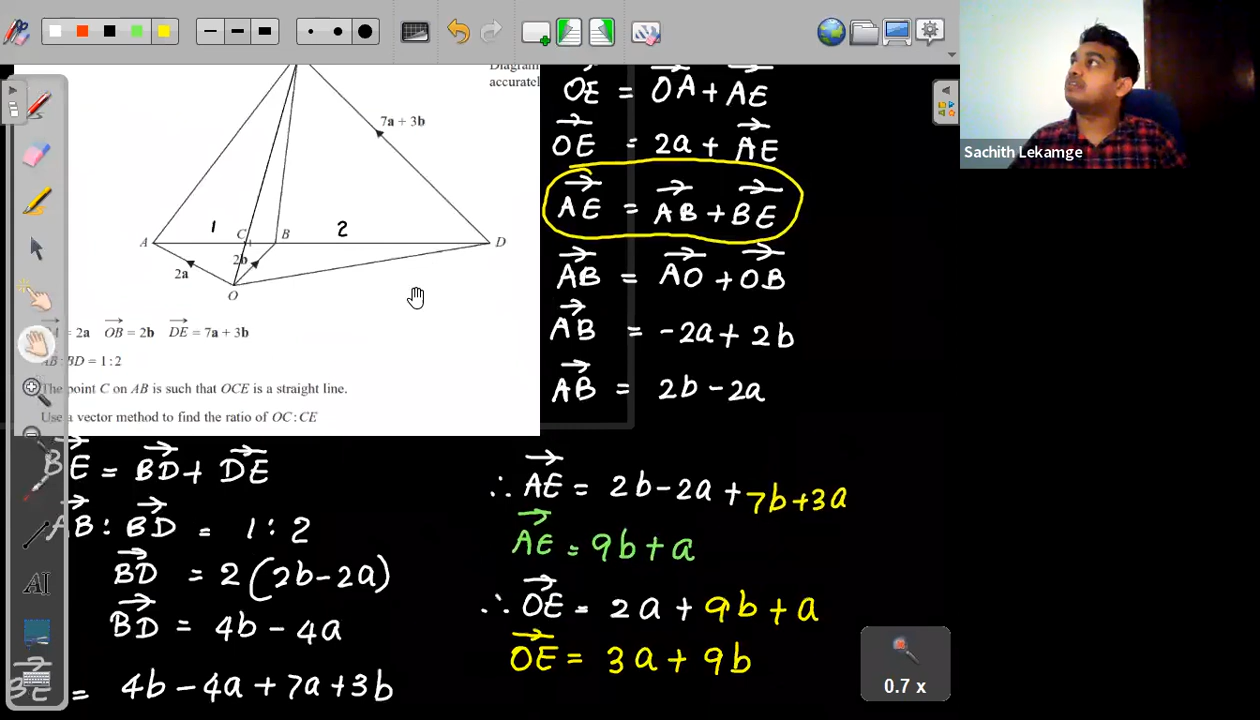 Diagram
accurately
7a + 3b
1
C
B
2
A
D
2b
2a
O
= 2a OB = 2b DE = 7a + 3b
AB : BD = 1 : 2
The point C on AB is such that OCE is a straight line.
Use a vector method to find the ratio of OC : CE
OE = OA + AE
OE = 2a + AE
AE = AB + BE
AB = AO + OB
AB = -2a + 2b
AB = 2b - 2a
BE = BD + DE
AB : BD = 1 : 2
BD = 2 (2b - 2a)
BD = 4b - 4a
BE = 4b - 4a + 7a + 3b
∴ AE = 2b - 2a + 7b + 3a
AE = 9b + a
∴ OE = 2a + 9b + a
OE = 3a + 9b
Sachith Lekamge
AI
0.7 x